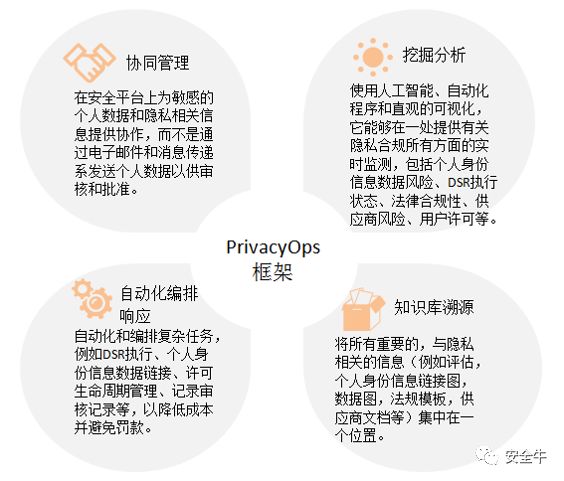 协同管理
在安全平台上为敏感的
个人数据和隐私相关信
息提供协作，而不是通
过电子邮件和消息传递
系发送个人数据以供审
核和批准。
挖掘分析
使用人工智能、自动化
程序和直观的可视化，
它能够在一处提供有关
隐私合规所有方面的实
时监测，包括个人身份
信息数据风险、DSR执行
状态、法律合规性、供
应商风险、用户许可等。
PrivacyOps
框架
自动化编排
响应
自动化和编排复杂任务，
例如DSR执行、个人身
份信息数据链接、许可
生命周期管理、记录审
核记录等，以降低成本
并避免罚款。
知识库溯源
将所有重要的，与隐私
相关的信息（例如评估，
个人身份信息链接图，
数据图，法规模板，供
应商文档等）集中在一
个位置。
安全牛